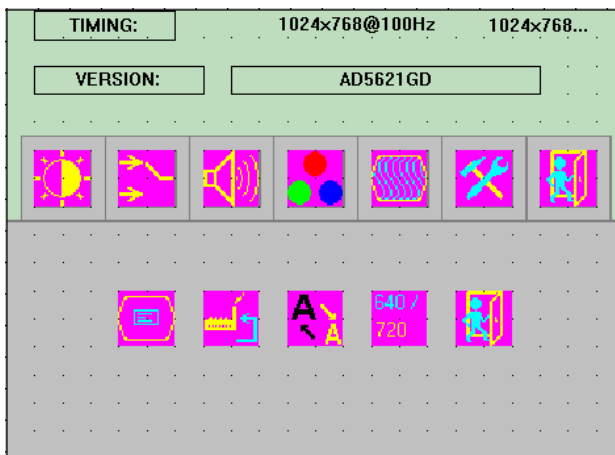 TIMING: 1024x768@100Hz 1024x768...
VERSION: AD5621GD
A A 640 /
720